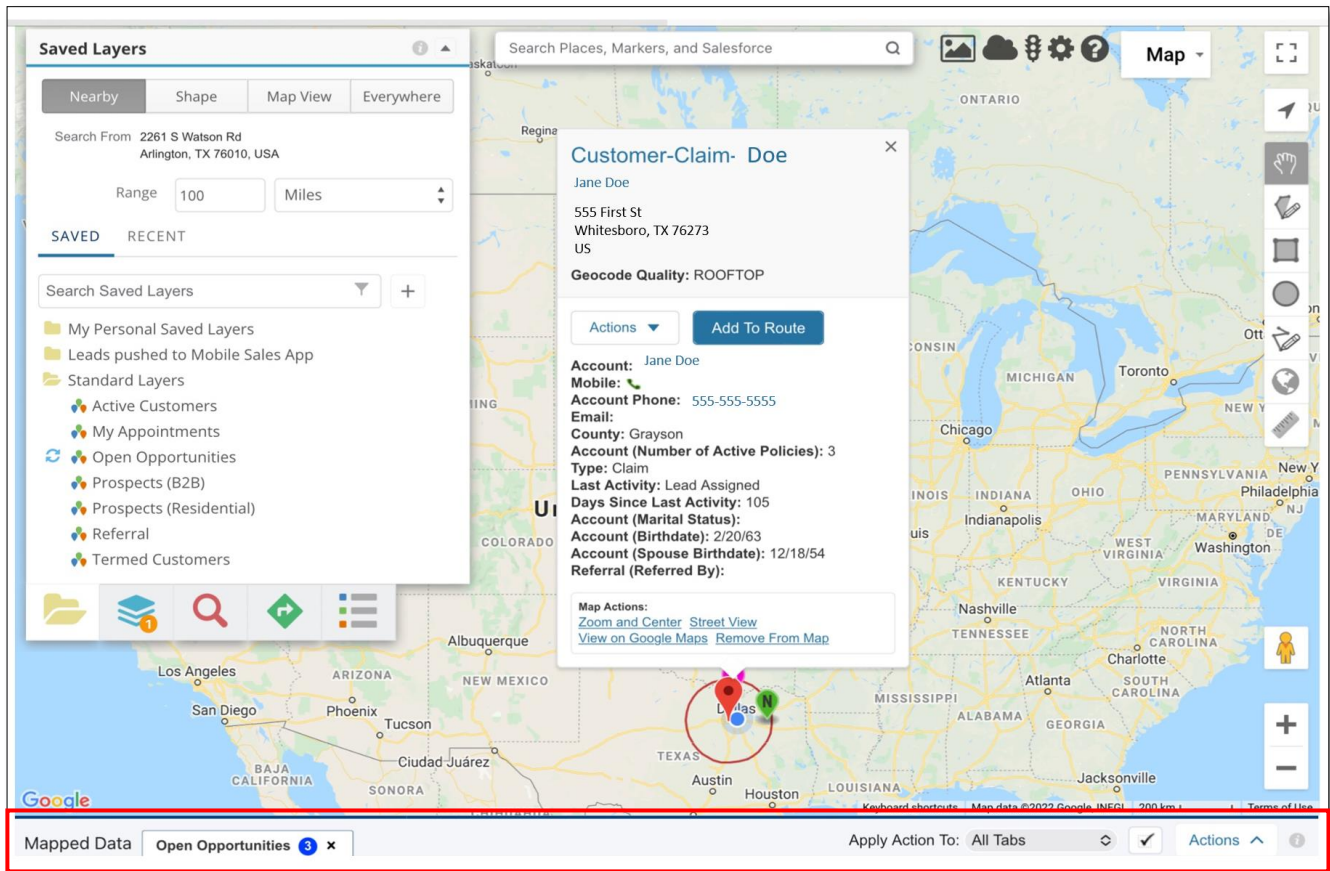 Saved Layers
Nearby Shape Map View Everywhere
Search From 2261 S Watson Rd
Arlington, TX 76010, USA
Range 100 Miles
SAVED RECENT
Search Saved Layers
My Personal Saved Layers
Leads pushed to Mobile Sales App
Standard Layers
Active Customers
My Appointments
Open Opportunities
Prospects (B2B)
Prospects (Residential)
Referral
Termed Customers
1
Search Places, Markers, and Salesforce
Map
Customer-Claim- Doe
Jane Doe
555 First St
Whitesboro, TX 76273
US
Geocode Quality: ROOFTOP
Actions Add To Route
Account: Jane Doe
Mobile:
Account Phone: 555-555-5555
Email:
County: Grayson
Account (Number of Active Policies): 3
Type: Claim
Last Activity: Lead Assigned
Days Since Last Activity: 105
Account (Marital Status):
Account (Birthdate): 2/20/63
Account (Spouse Birthdate): 12/18/54
Referral (Referred By):
Map Actions:
Zoom and Center Street View
View on Google Maps Remove From Map
Regina
ONTARIO
MICHIGAN
Toronto
Chicago
PENNSYLVANIA
New Y
Philadelphia
INDIANA
OHIO
Indianapolis
MARYLAND
NJ
DE
WEST
VIRGINIA
Washington
COLORADO
KENTUCKY
VIRGINIA
Nashville
TENNESSEE
NORTH
CAROLINA
Charlotte
Albuquerque
Los Angeles
ARIZONA
NEW MEXICO
Atlanta
SOUTH
CAROLINA
San Diego
Phoenix
Tucson
N
MISSISSIPPI
ALABAMA
GEORGIA
Ciudad Juárez
TEXAS
BAJA
CALIFORNIA
SONORA
Austin
Houston
LOUISIANA
Jacksonville
Google
Keyboard shortcuts Map data ©2022 Google, INEGI 200 km Terms of Use
Mapped Data Open Opportunities 3 × Apply Action To: All Tabs Actions